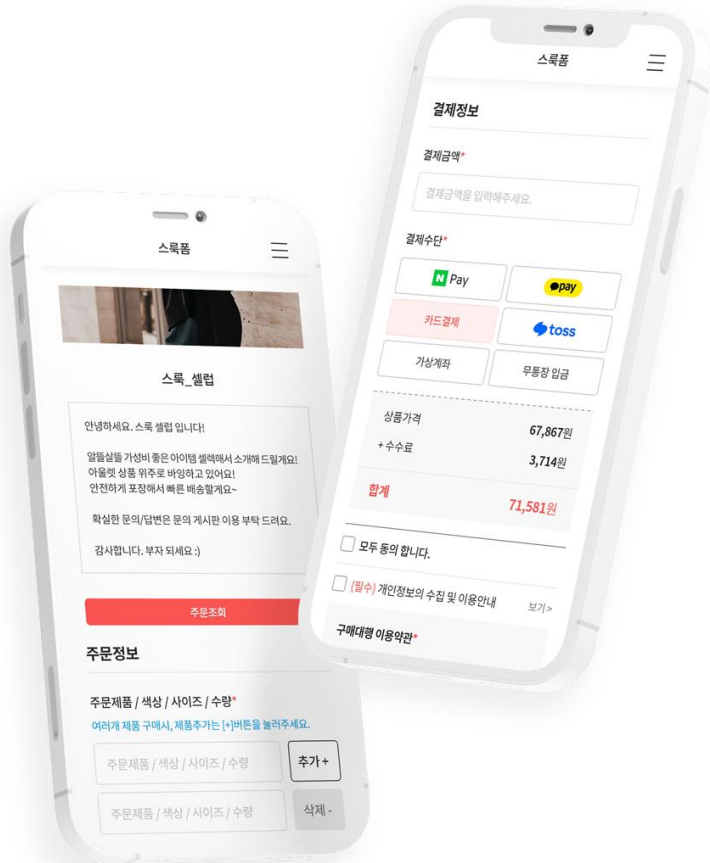 스룩폼
스룩_셀럽
안녕하세요. 스룩 셀럽 입니다!
알뜰살뜰 가성비 좋은 아이템 셀렉해서 소개해 드릴게요!
아울렛 상품 위주로 바잉하고 있어요!
안전하게 포장해서 빠른 배송할게요~
확실한 문의/답변은 문의 게시판 이용 부탁 드려요.
감사합니다. 부자 되세요 :)
주문조회
주문정보
주문제품 / 색상 / 사이즈 / 수량*
여러개 제품 구매시, 제품추가는 [+]버튼을 눌러주세요.
주문제품 / 색상 / 사이즈 / 수량 추가 +
주문제품 / 색상 / 사이즈 / 수량 삭제 -
스룩폼
결제정보
결제금액*
결제금액을 입력해주세요.
결제수단*
N Pay pay
카드결제 toss
가상계좌 무통장 입금
상품가격 67,867원
+ 수수료 3,714원
합계 71,581원
모두 동의 합니다.
(필수) 개인정보의 수집 및 이용안내 보기 >
구매대행 이용약관*